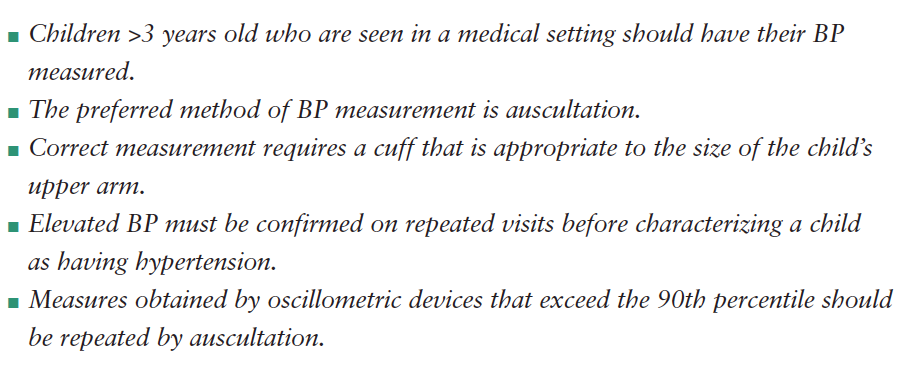 ■ Children >3 years old who are seen in a medical setting should have their BP
measured.
■ The preferred method of BP measurement is auscultation.
■ Correct measurement requires a cuff that is appropriate to the size of the child’s
upper arm.
■ Elevated BP must be confirmed on repeated visits before characterizing a child
as having hypertension.
■ Measures obtained by oscillometric devices that exceed the 90th percentile should
be repeated by auscultation.